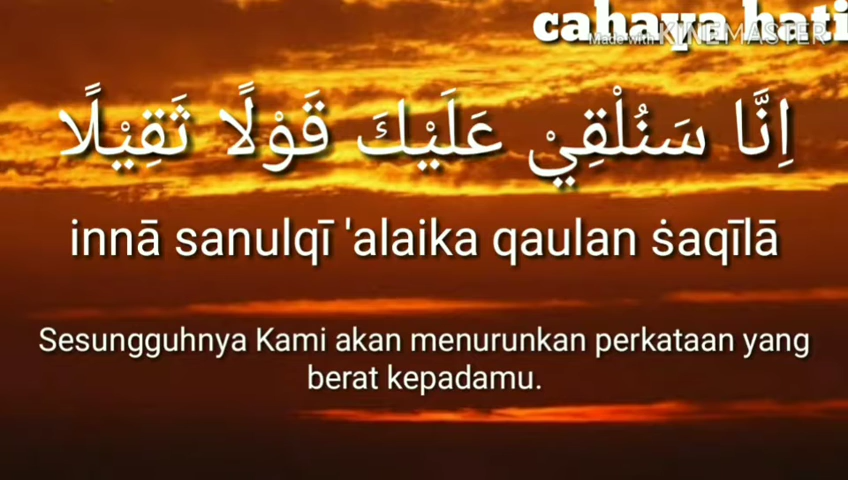 cahaya hati
Made with KINEMASTER
اِنَّا سَنُلْقِيْ عَلَيْكَ قَوْلًا ثَقِيْلًا
innā sanulqī 'alaika qaulan ṡaqīlā
Sesungguhnya Kami akan menurunkan perkataan yang
berat kepadamu.